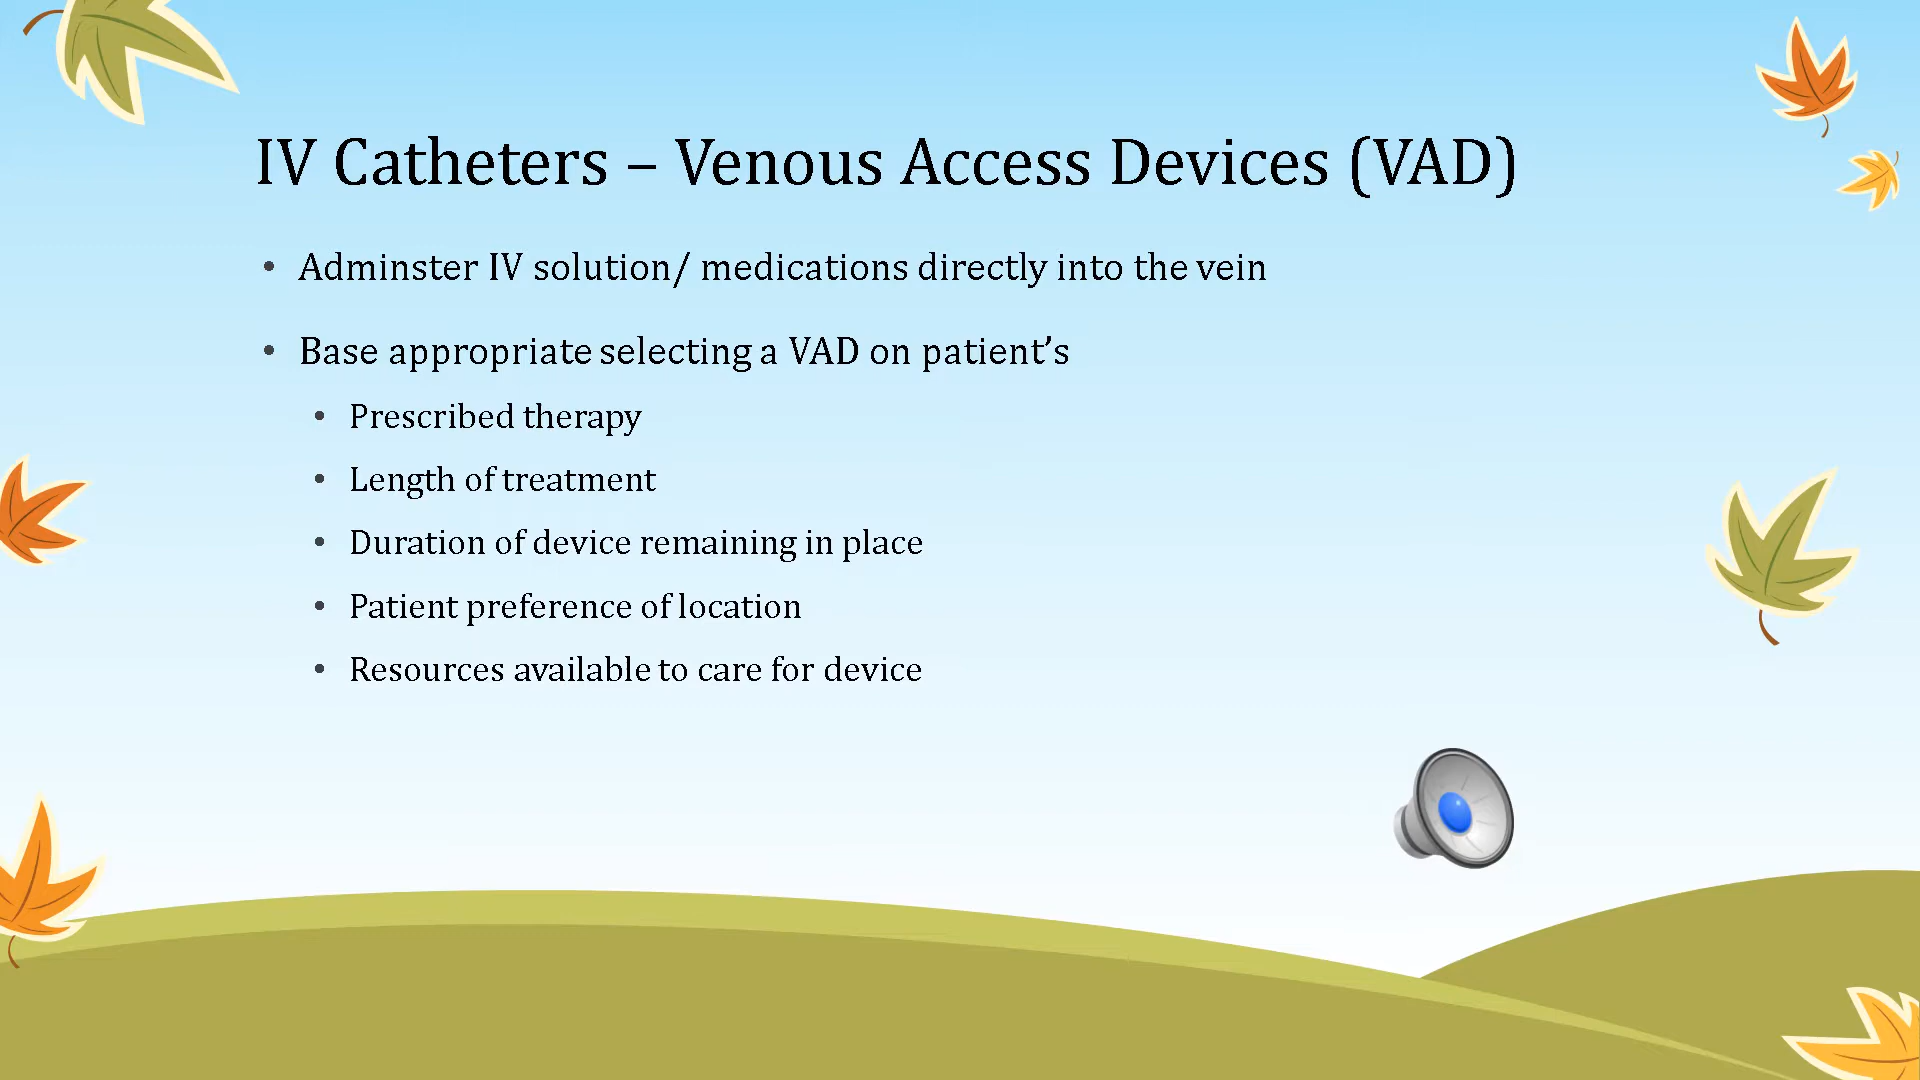 IV Catheters – Venous Access Devices (VAD)
• Adminster IV solution/ medications directly into the vein
• Base appropriate selecting a VAD on patient’s
• Prescribed therapy
• Length of treatment
• Duration of device remaining in place
• Patient preference of location
• Resources available to care for device